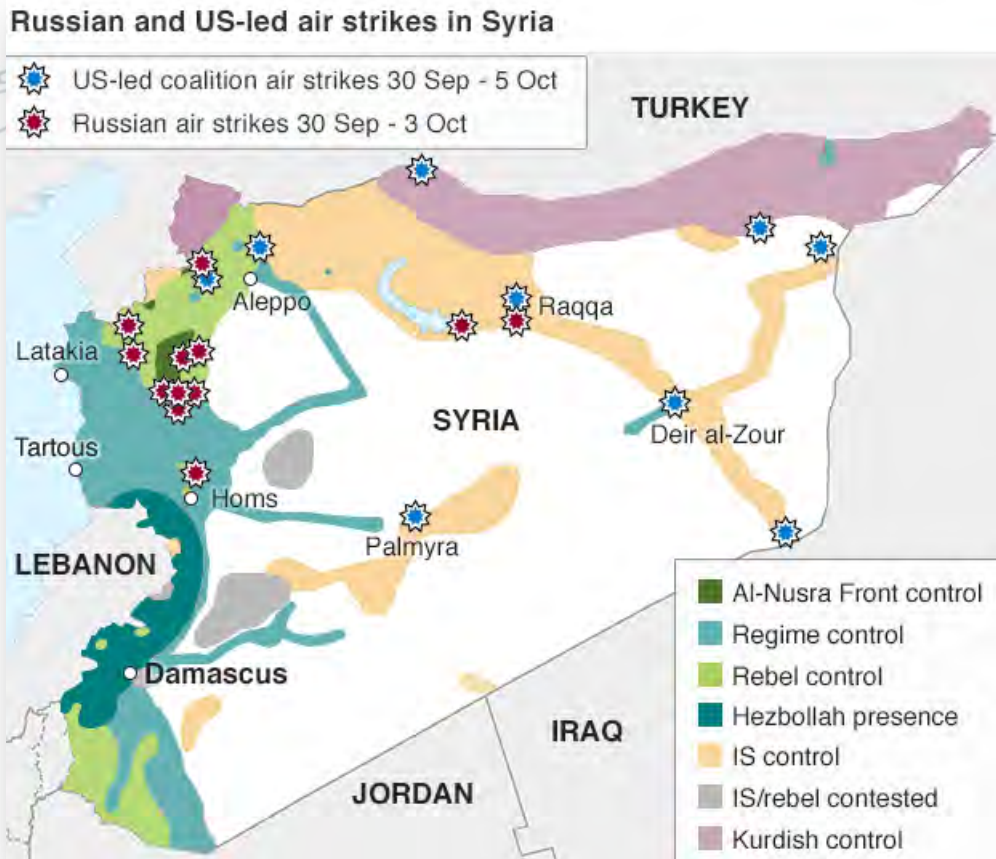 Russian and US-led air strikes in Syria
US-led coalition air strikes 30 Sep - 5 Oct
Russian air strikes 30 Sep - 3 Oct
TURKEY
Aleppo
Raqqa
Latakia
SYRIA
Deir al-Zour
Tartous
Homs
Palmyra
LEBANON
Damascus
IRAQ
JORDAN
Al-Nusra Front control
Regime control
Rebel control
Hezbollah presence
IS control
IS/rebel contested
Kurdish control